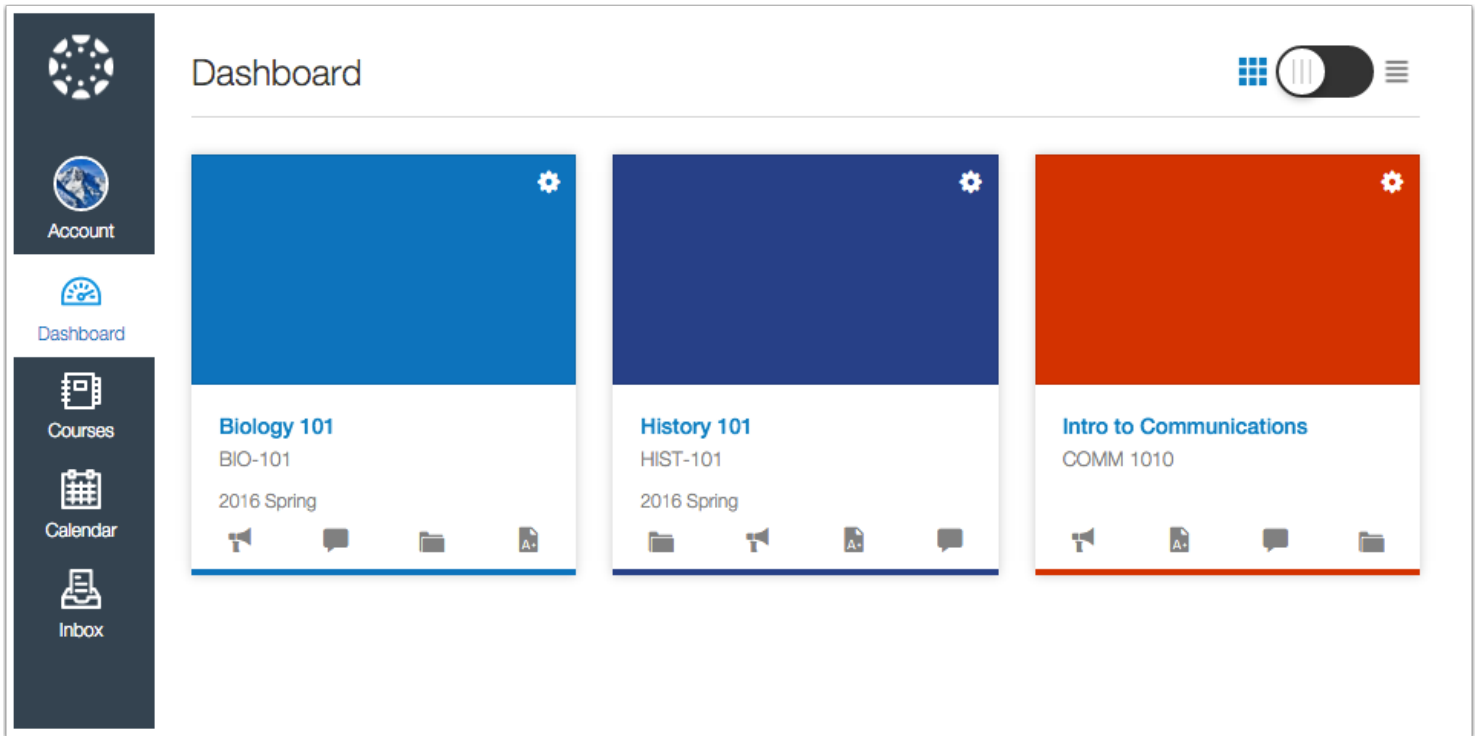 Dashboard
Account
Dashboard
Courses
Calendar
Inbox
Biology 101
BIO-101
2016 Spring
A+
History 101
HIST-101
2016 Spring
A+
Intro to Communications
COMM 1010
A+